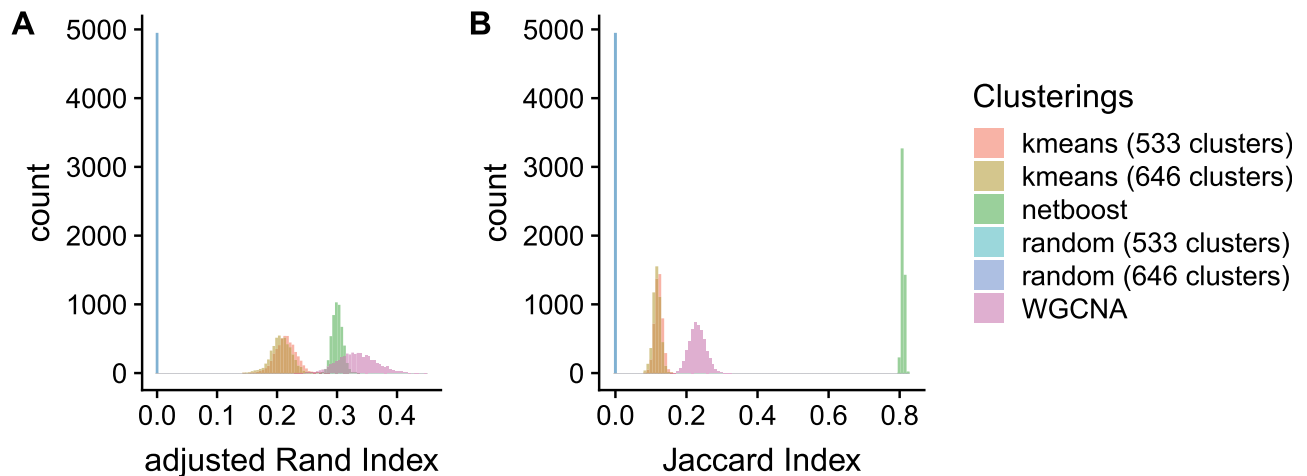 A
count
5000
4000
3000
2000
1000
0
0.0 0.1 0.2 0.3 0.4
adjusted Rand Index
B
count
5000
4000
3000
2000
1000
0
0.0 0.2 0.4 0.6 0.8
Jaccard Index
Clusterings
kmeans (533 clusters)
kmeans (646 clusters)
netboost
random (533 clusters)
random (646 clusters)
WGCNA